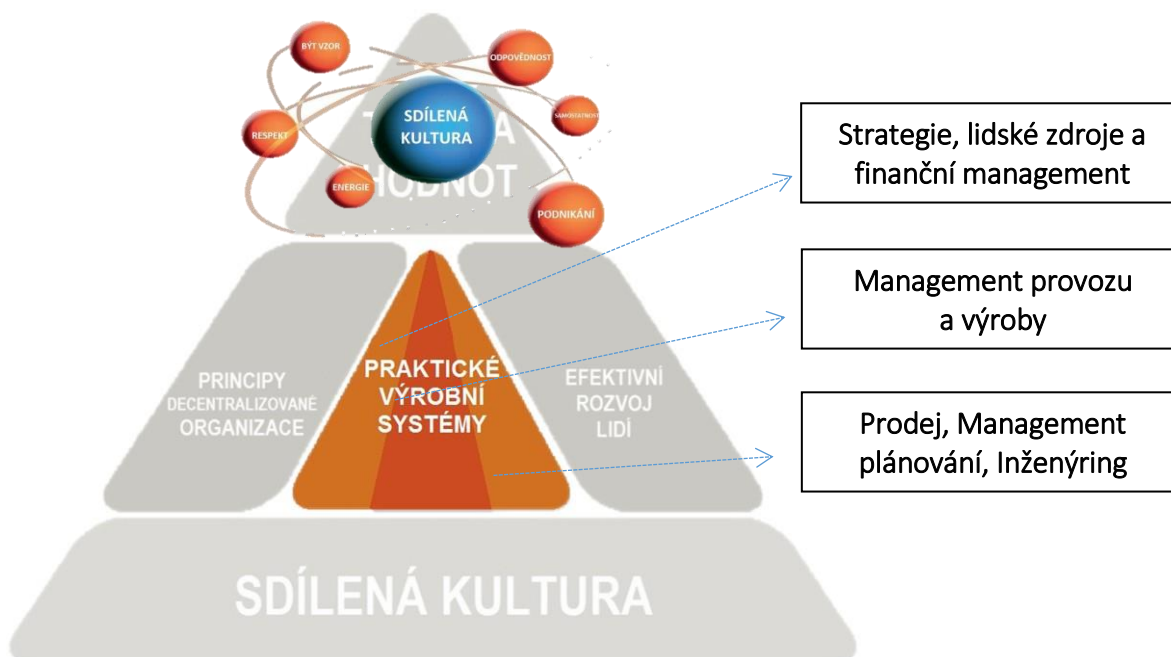 BÝT VZOR
ODPOVĚDNOST
SDÍLENÁ
KULTURA
SAMOSTATNOST
RESPEKT
ENERGIE
HODNOT
PODNIKÁNÍ
Strategie, lidské zdroje a
finanční management
Management provozu
a výroby
Prodej, Management
plánování, Inženýring
PRINCIPY
DECENTRALIZOVANÉ
ORGANIZACE
PRAKTICKÉ
VÝROBNÍ
SYSTÉMY
EFEKTIVNÍ
ROZVOJ
LIDÍ
SDÍLENÁ KULTURA